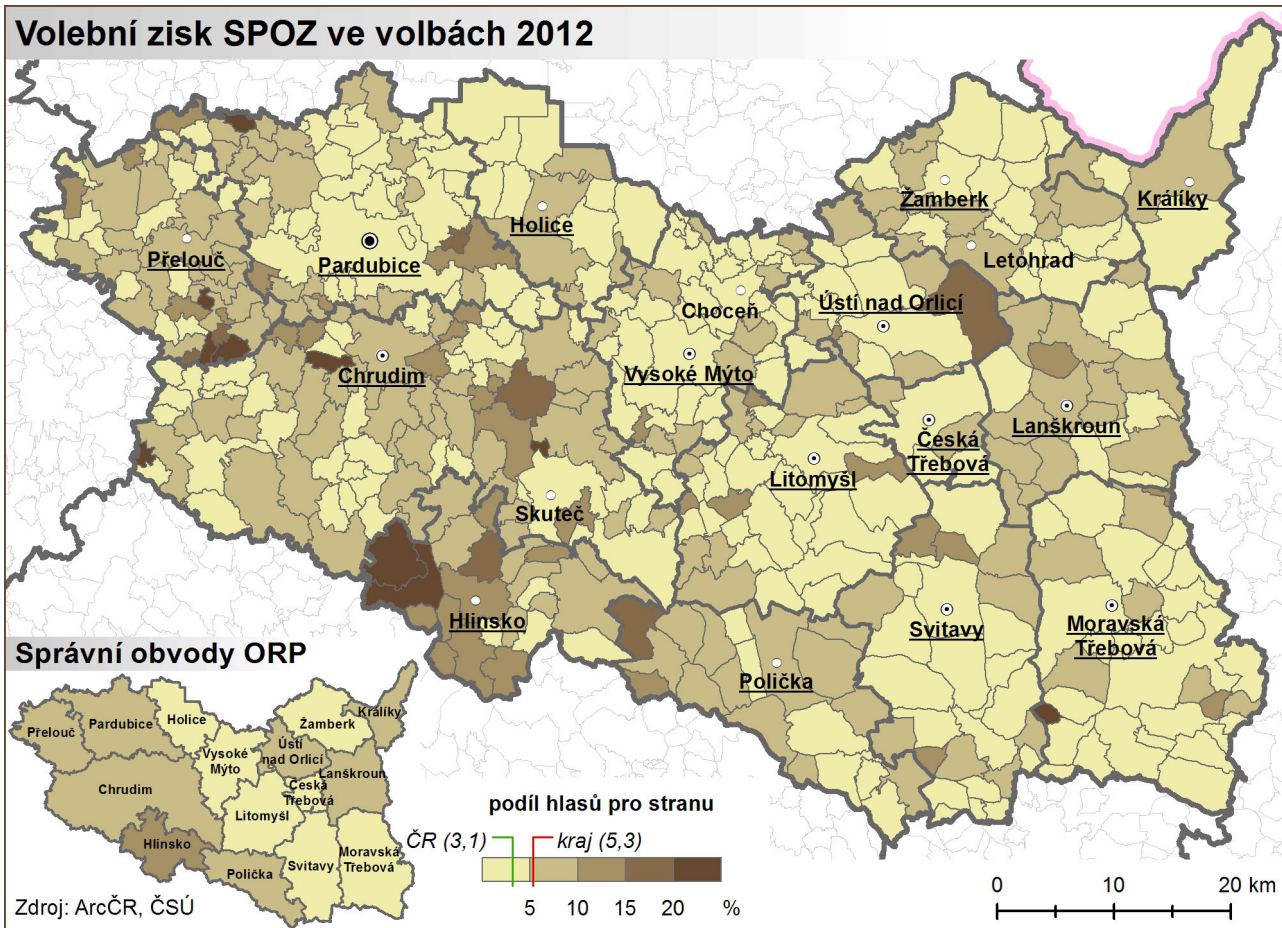 Volební zisk SPOZ ve volbách 2012
Žamberk
Králíky
Holice
Přelouč
Pardubice
Letohrad
Choceň
Ústí nad Orlicí
Chrudim
Vysoké Mýto
Lanškroun
Česká
Třebová
Litomyšl
Skuteč
Hlinsko
Svitavy
Moravská
Třebová
Polička
Správní obvody ORP
Přelouč
Pardubice
Holice
Žamberk
Králíky
Vysoké
Mýto
Ústí
nad Orlicí
Lanškroun
Chrudim
Česká
Třebová
Litomyšl
Hlinsko
Svitavy
Moravská
Třebová
Polička
podíl hlasů pro stranu
ČR (3,1)
kraj (5,3)
5 10 15 20 %
0 10 20 km
Zdroj: ArcČR, ČSÚ